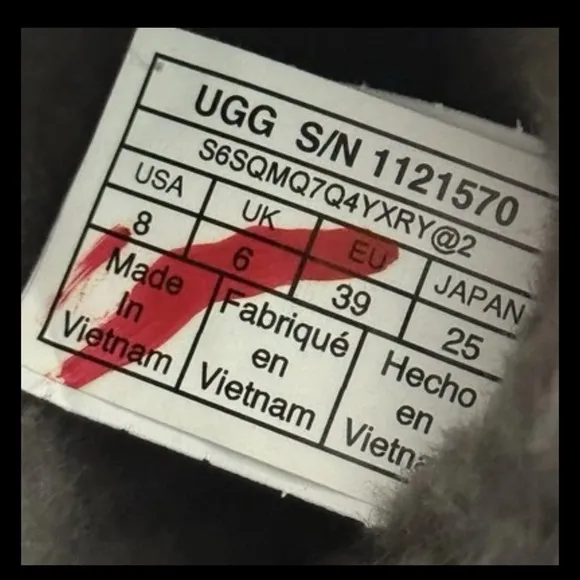 UGG S/N 1121570
S6SQMQ7Q4YXRY@2
USA UK EU JAPAN
8 6 39 25
Made
In
Vietnam
Fabriqué
en
Vietnam
Hecho
en